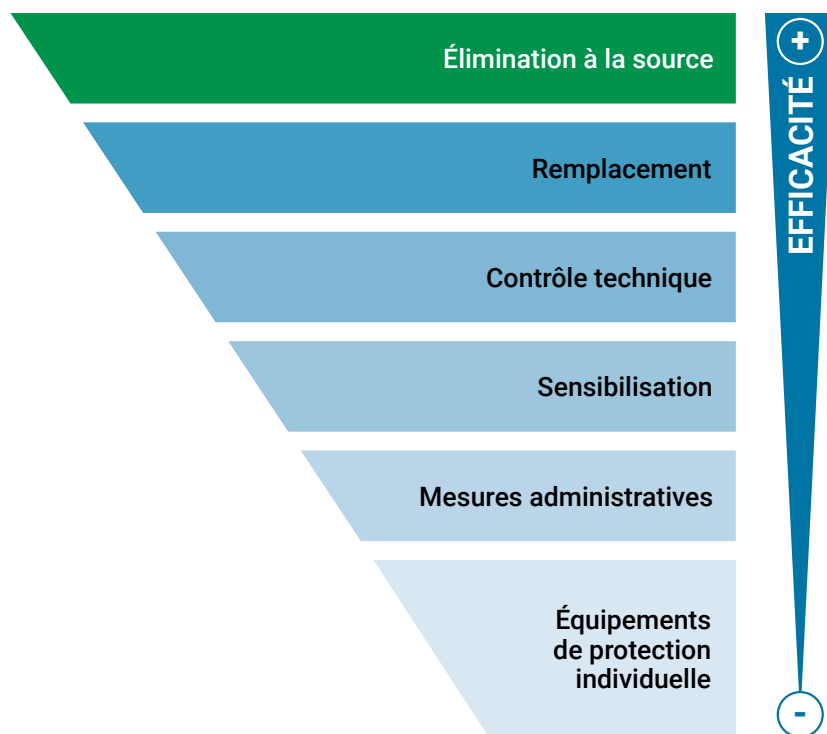 Élimination à la source
Remplacement
Contrôle technique
Sensibilisation
Mesures administratives
Équipements
de protection
individuelle
+
EFFICACITÉ
-